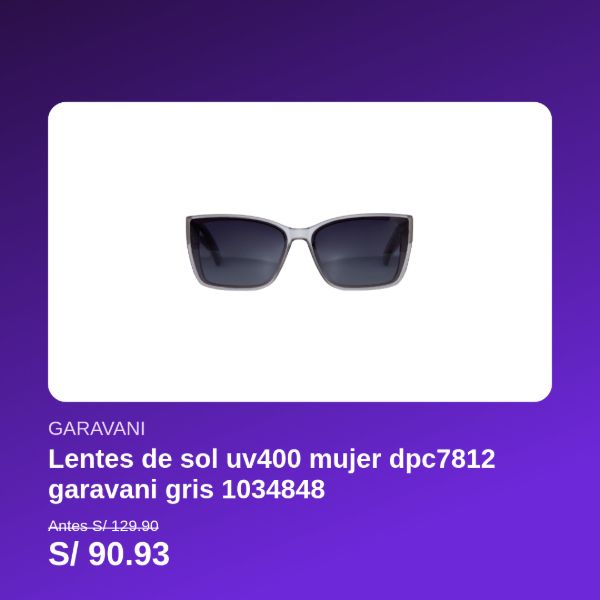 GARAVANI
Lentes de sol uv400 mujer dpc7812
garavani gris 1034848
Antes S/ 129.90
S/ 90.93